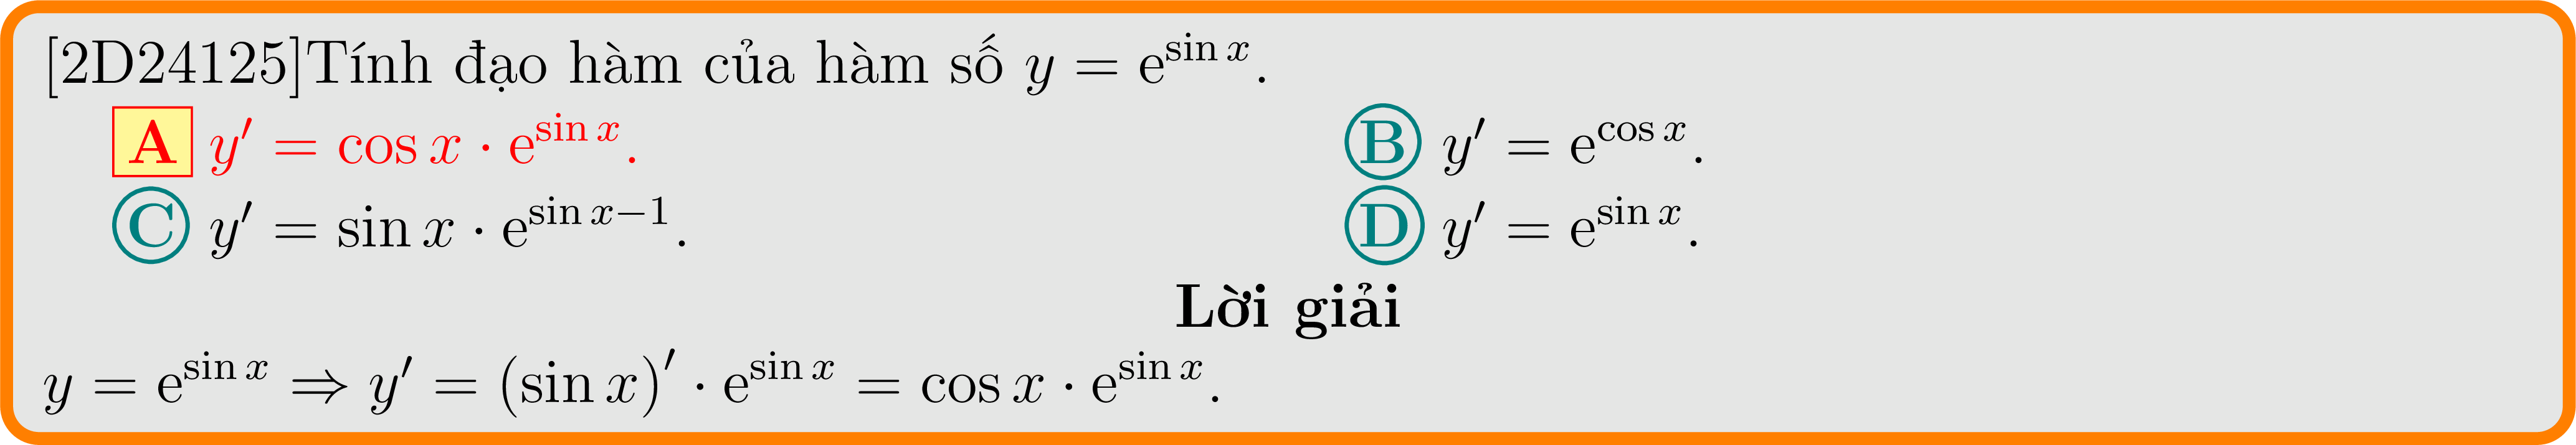 [2D24125]Tính đạo hàm của hàm số $y = \mathrm{e}^{\sin x}$.
A $y' = \cos x \cdot \mathrm{e}^{\sin x}$. B $y' = \mathrm{e}^{\cos x}$.
C $y' = \sin x \cdot \mathrm{e}^{\sin x - 1}$. D $y' = \mathrm{e}^{\sin x}$.
Lời giải
$y = \mathrm{e}^{\sin x} \Rightarrow y' = (\sin x)' \cdot \mathrm{e}^{\sin x} = \cos x \cdot \mathrm{e}^{\sin x}$.